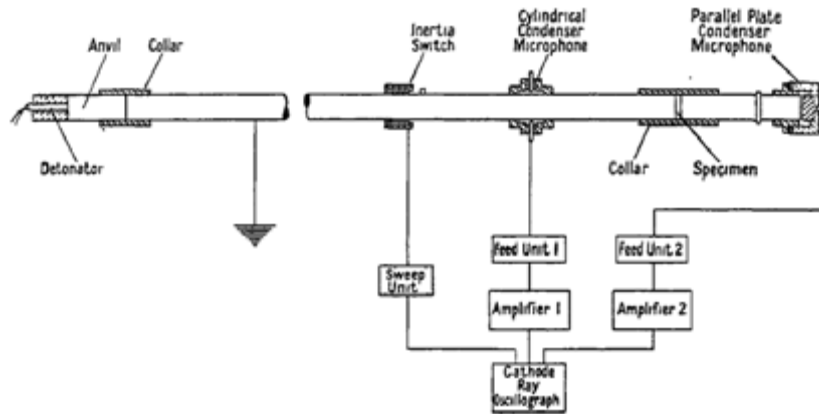 Inertia
Switch
Cylindrical
Condenser
Microphone
Parallel Plate
Condenser
Microphone
Anvil
Collar
Detonator
Collar
Specimen
Sweep
Unit
Feed Unit 1
Feed Unit 2
Amplifier 1
Amplifier 2
Cathode
Ray
Oscillograph